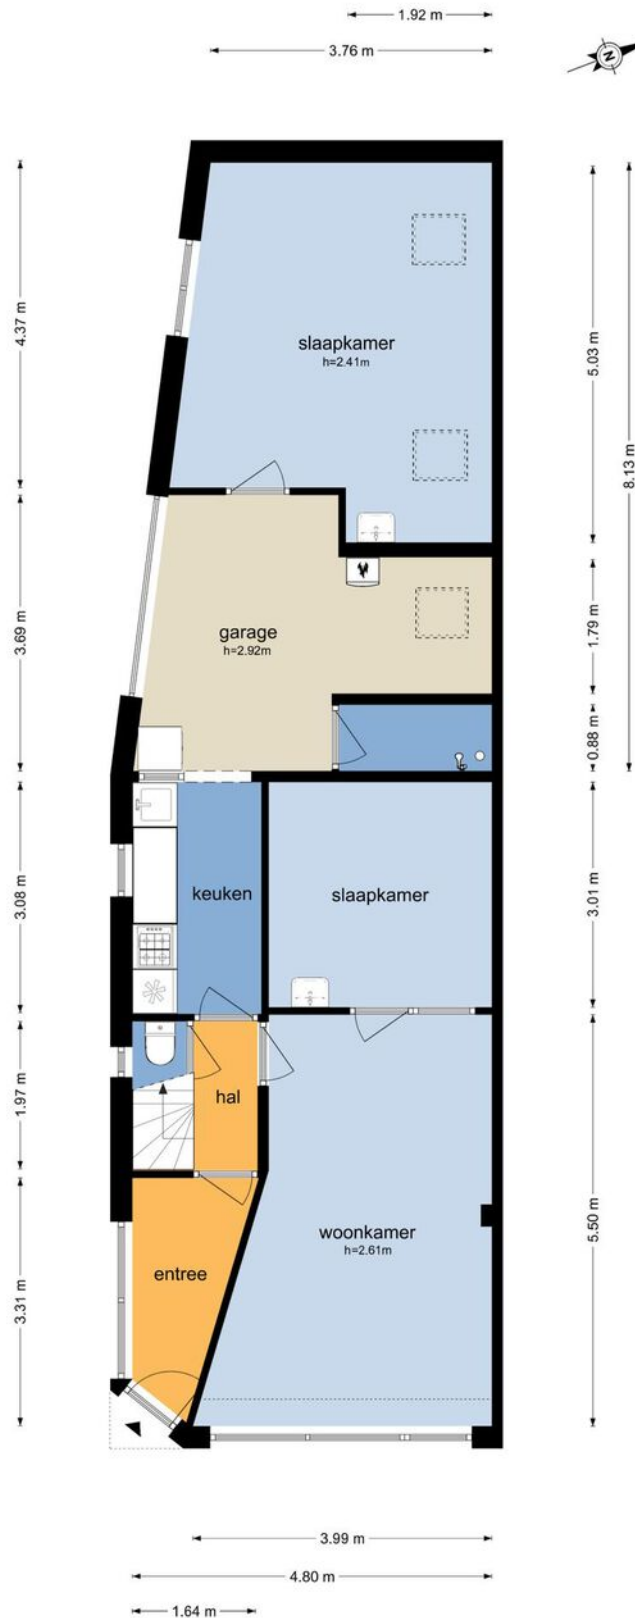 1.92 m
3.76 m
N
4.37 m
5.03 m
8.13 m
slaapkamer
h=2.41m
3.69 m
1.79 m
garage
h=2.92m
0.88 m
3.08 m
keuken
slaapkamer
3.01 m
1.97 m
hal
5.50 m
woonkamer
h=2.61m
3.31 m
entree
3.99 m
4.80 m
1.64 m